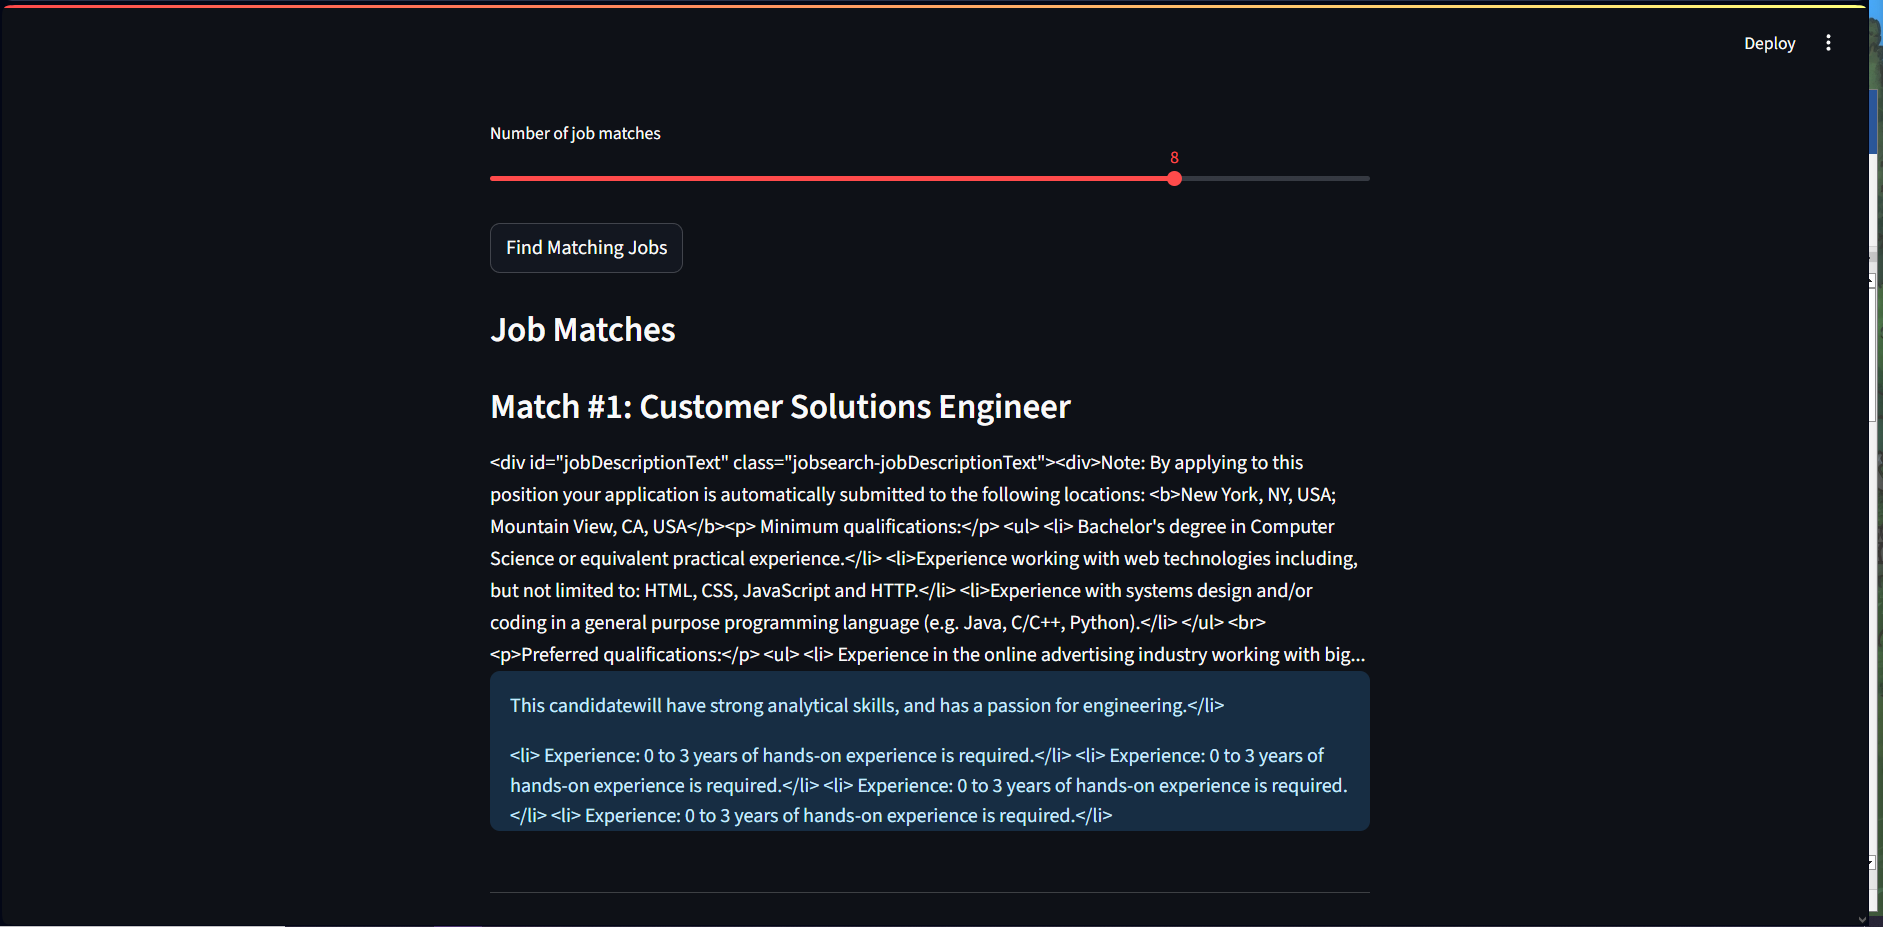 Deploy
Number of job matches
8
Find Matching Jobs
Job Matches
Match #1: Customer Solutions Engineer
<div id="jobDescriptionText" class="jobsearch-jobDescriptionText"><div>Note: By applying to this
position your application is automatically submitted to the following locations: <b>New York, NY, USA;
Mountain View, CA, USA</b><p> Minimum qualifications:</p> <ul> <li> Bachelor's degree in Computer
Science or equivalent practical experience.</li> <li>Experience working with web technologies including,
but not limited to: HTML, CSS, JavaScript and HTTP.</li> <li>Experience with systems design and/or
coding in a general purpose programming language (e.g. Java, C/C++, Python).</li> </ul> <br>
<p>Preferred qualifications:</p> <ul> <li> Experience in the online advertising industry working with big...
This candidatewill have strong analytical skills, and has a passion for engineering.</li>
<li> Experience: 0 to 3 years of hands-on experience is required.</li> <li> Experience: 0 to 3 years of
hands-on experience is required.</li> <li> Experience: 0 to 3 years of hands-on experience is required.
</li> <li> Experience: 0 to 3 years of hands-on experience is required.</li>